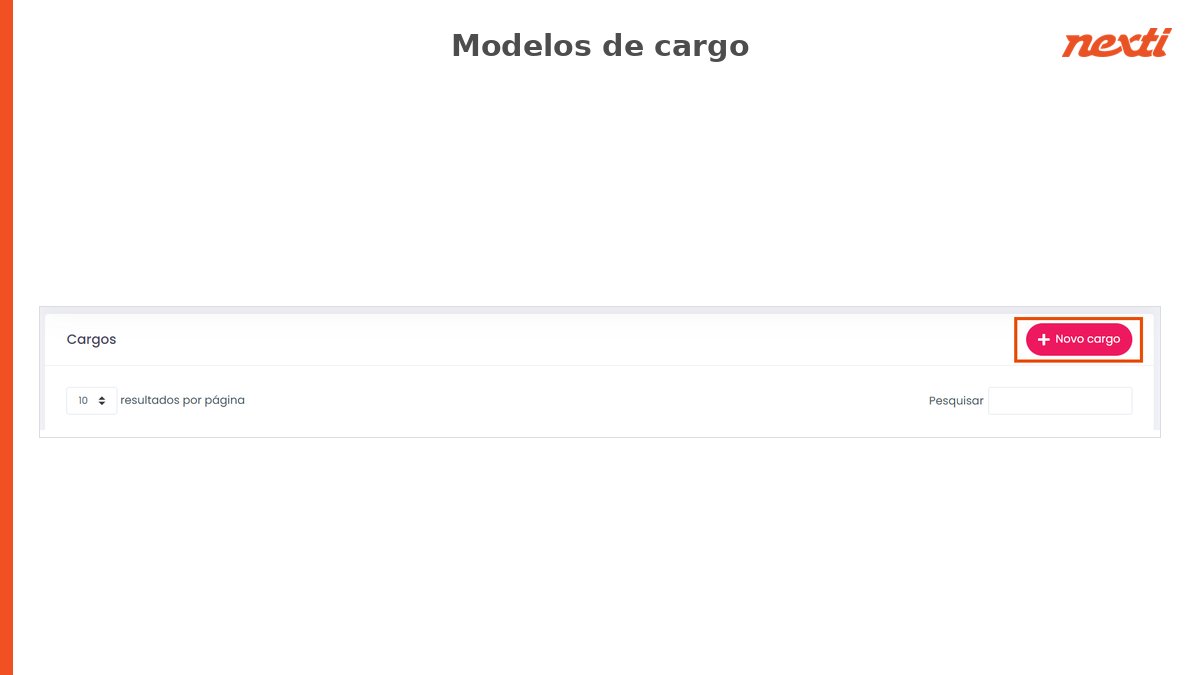 Modelos de cargo
nexti
Cargos
Novo cargo
10 resultados por página
Pesquisar